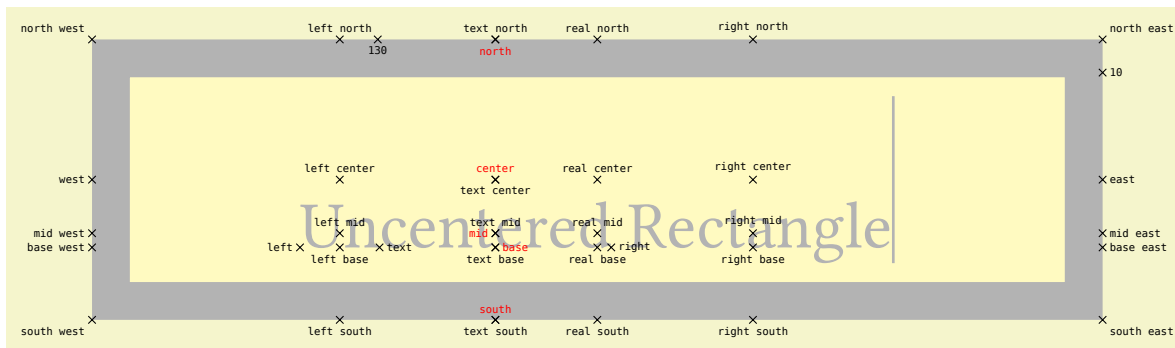 north west left north text north real north right north north east
130 north 10
left center center real center right center
west text center east
left mid text mid real mid right mid
mid west mid mid east
Uncentered Rectangle
base west left text base right base east
left base text base real base right base
south
south west left south text south real south right south south east